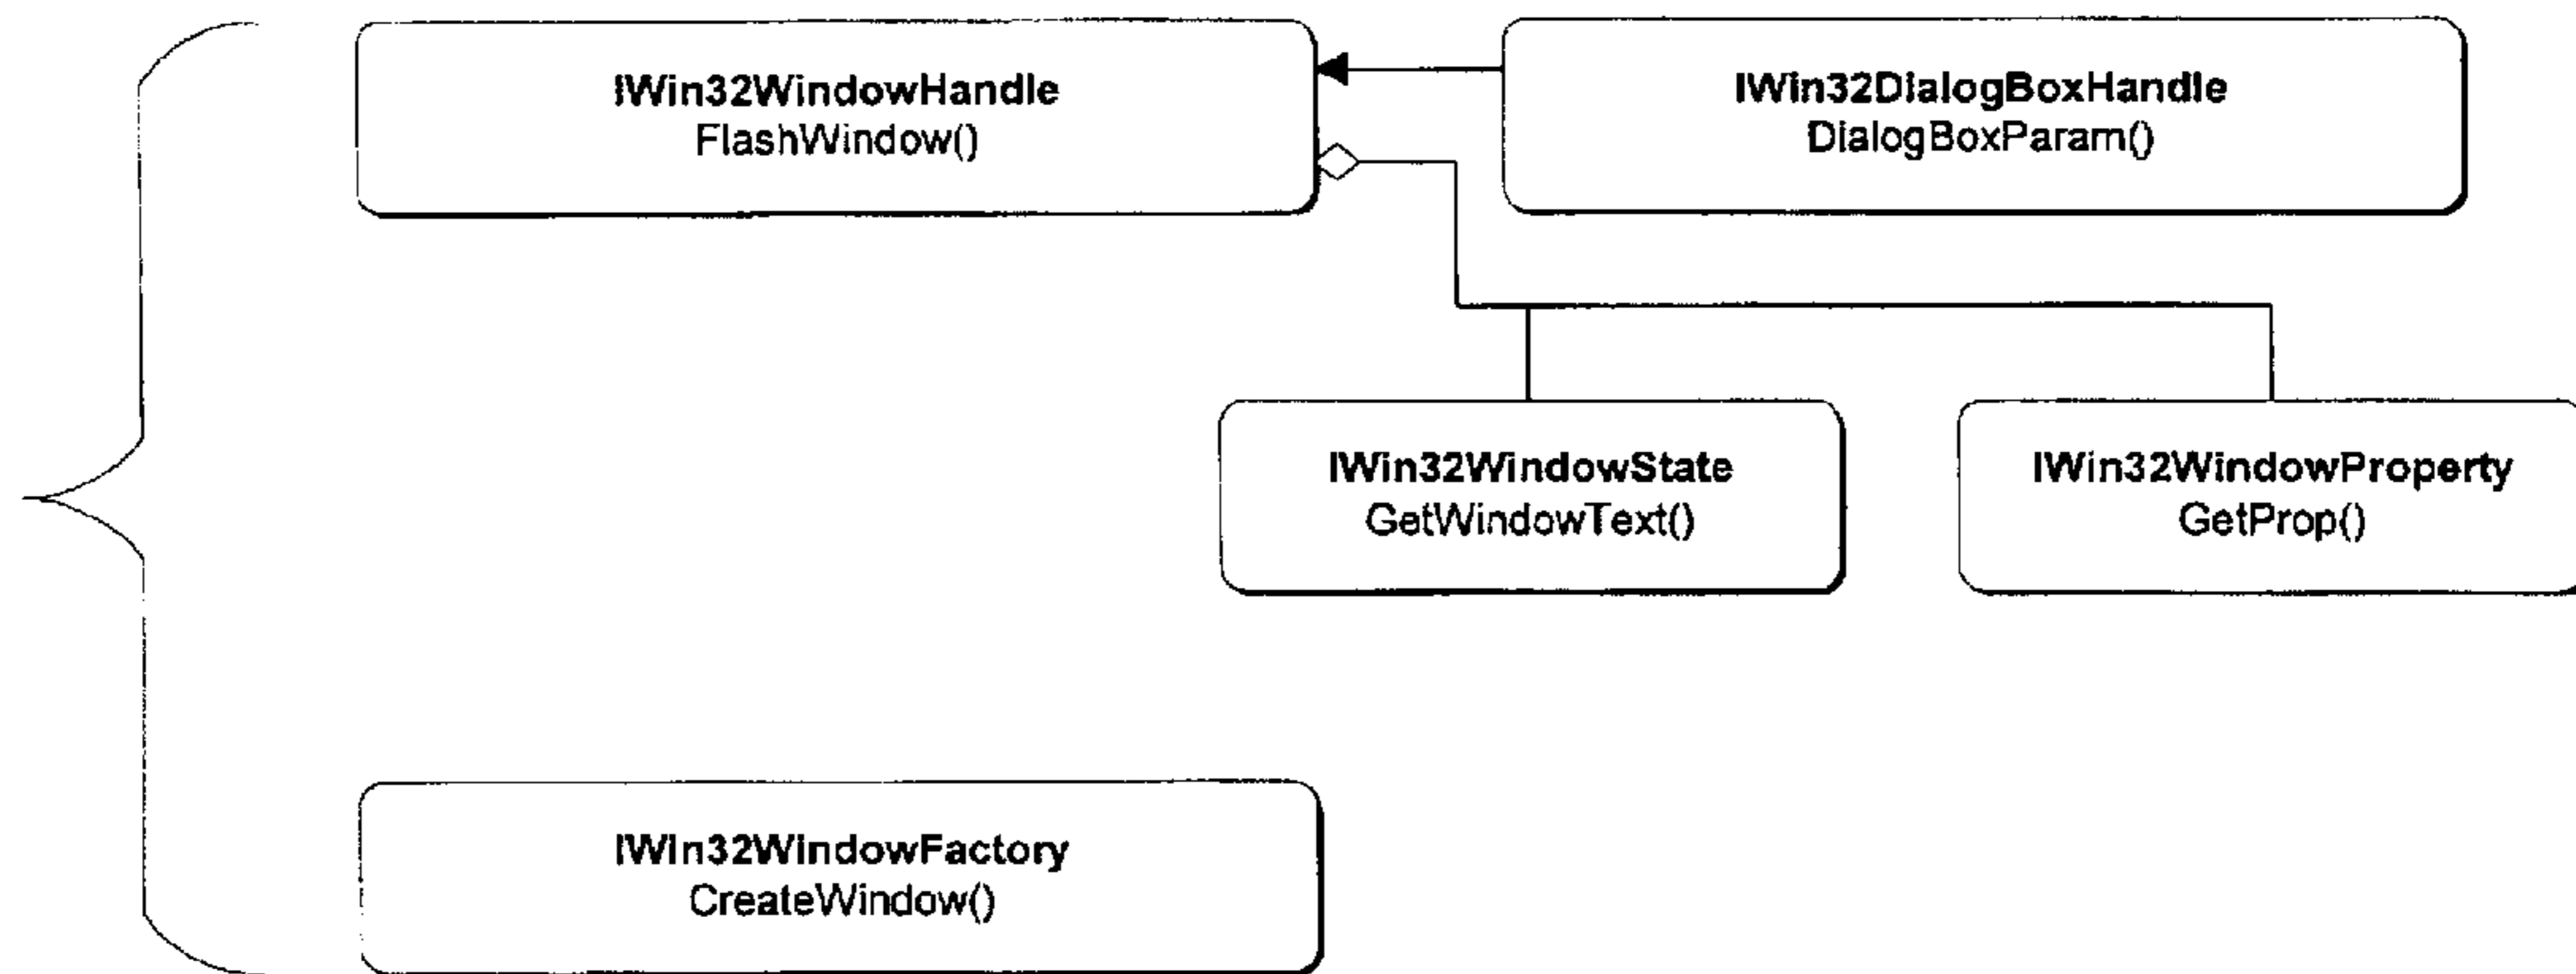 IWin32WindowHandle
FlashWindow()
IWin32DialogBoxHandle
DialogBoxParam()
IWin32WindowState
GetWindowText()
IWin32WindowProperty
GetProp()
IWin32WindowFactory
CreateWindow()